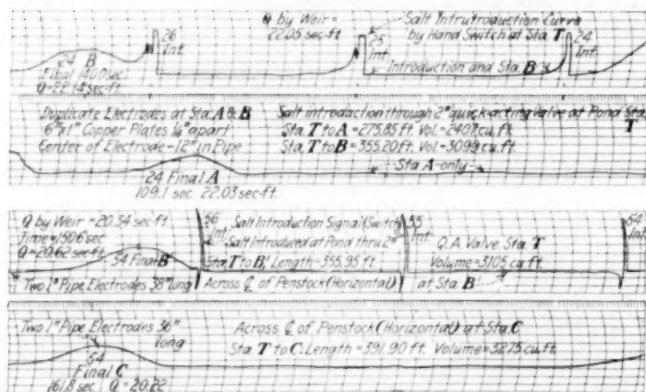 Q by Weir = 22.05 sec-ft
Salt Intrutroduction Curve by Hand Switch at Sta. T
26 Int.
25 Int.
24 Int.
24 B
Final 140.0 sec
Q=22.14 sec-ft
Introduction and Sta. B
Duplicate Electrodes at Sta. A & B
6"x1" Copper Plates ¼" apart
Center of Electrode-12" in Pipe
Salt introduction through 2" quick-acting Valve at Pond Sta. T
Sta. T to A = 275.85 ft. Vol. = 2407 cu.ft.
Sta. T to B = 355.20 ft. Vol = 3099 cu.ft.
Sta A-only
24 Final A
109.1 sec 22.03 sec-ft.
Q by Weir = 20.34 sec-ft
Time = 150.6 sec
Q = 20.62 sec-ft
54 Final B
Two 1" Pipe Electrodes 38" long
56 Int.
Salt Introduction Signal (Switch)
Salt Introduced at Pond thru 2"
Sta. T to B, Length = 355.95 ft.
Across ₵ of Penstock (Horizontal)
55 Int.
Q.A. Valve. Sta. T
Volume = 3105 cu.ft.
at Sta. B
54 Int.
Two 1" Pipe Electrodes 36" long
54
Final C
161.8 sec Q = 20.22
Across ₵ of Penstock (Horizontal) at Sta. C
Sta. T to C: Length = 391.90 ft. Volume = 3275 cu.ft.